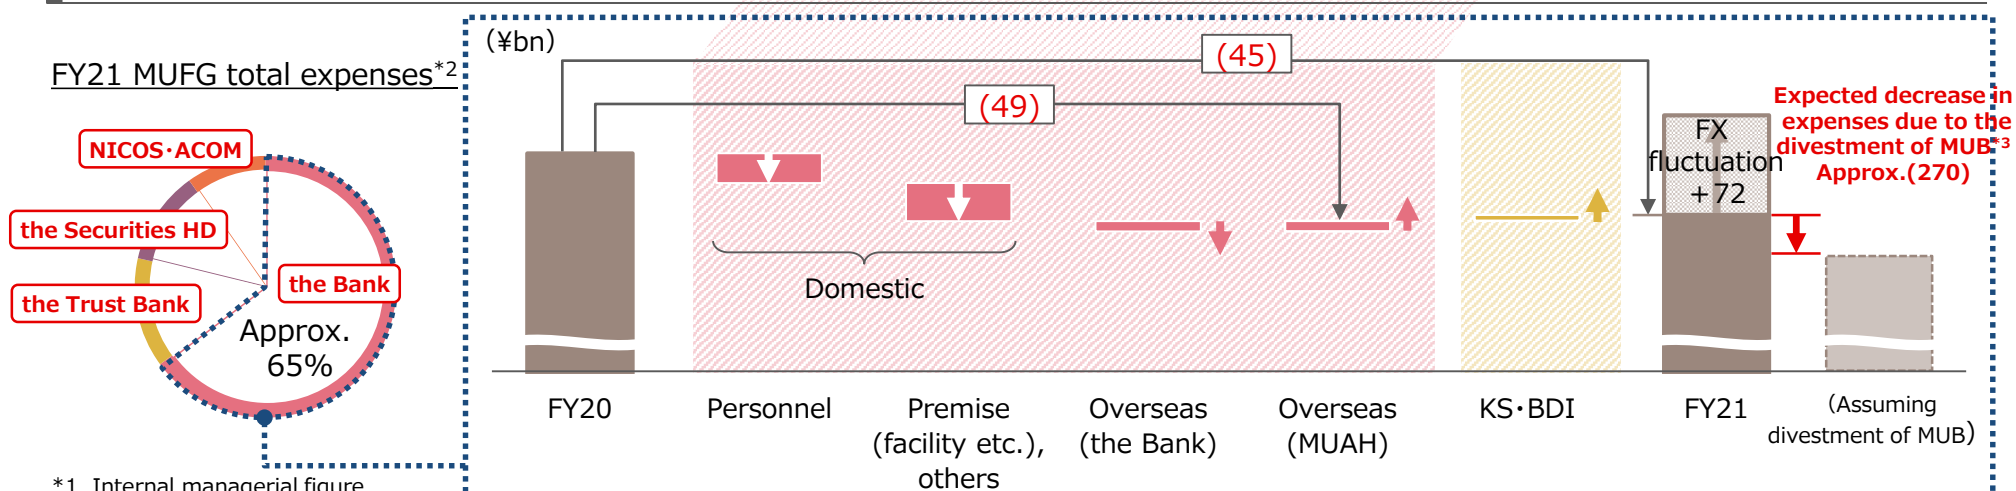 (¥bn)
FY21 MUFG total expenses*2
NICOS･ACOM
the Securities HD
the Trust Bank
the Bank
Approx.
65%
(45)
(49)
Domestic
FX
fluctuation
+72
Expected decrease in
expenses due to the
divestment of MUB*3
Approx.(270)
FY20
Personnel
Premise
(facility etc.),
others
Overseas
(the Bank)
Overseas
(MUAH)
KS･BDI
FY21
(Assuming
divestment of MUB)
*1 Internal managerial figure